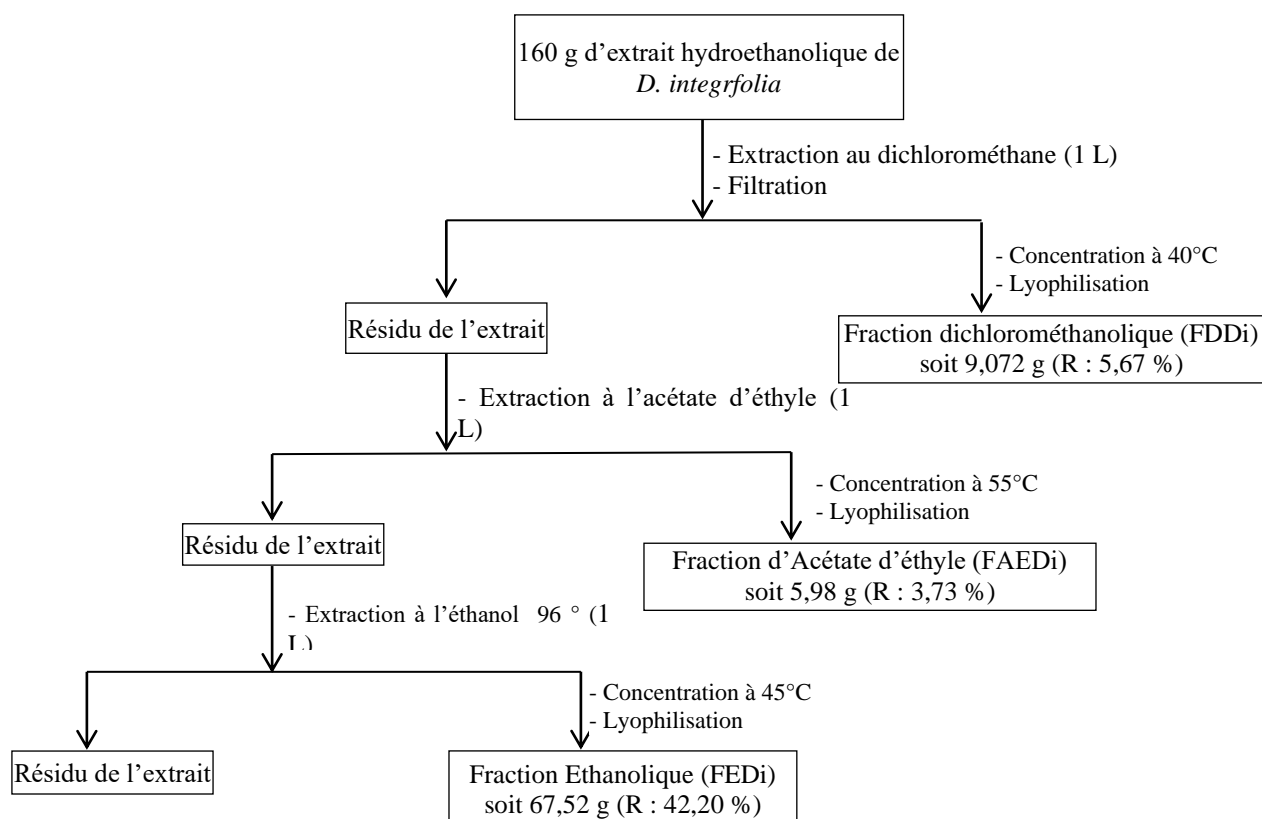 160 g d’extrait hydroethanolique de
D. integrfolia
- Extraction au dichlorométhane (1 L)
- Filtration
- Concentration à 40°C
- Lyophilisation
Résidu de l’extrait
Fraction dichlorométhanolique (FDDi)
soit 9,072 g (R : 5,67 %)
- Extraction à l’acétate d’éthyle (1
L)
- Concentration à 55°C
- Lyophilisation
Résidu de l’extrait
Fraction d’Acétate d’éthyle (FAEDi)
soit 5,98 g (R : 3,73 %)
- Extraction à l’éthanol 96 ° (1
L)
- Concentration à 45°C
- Lyophilisation
Résidu de l’extrait
Fraction Ethanolique (FEDi)
soit 67,52 g (R : 42,20 %)